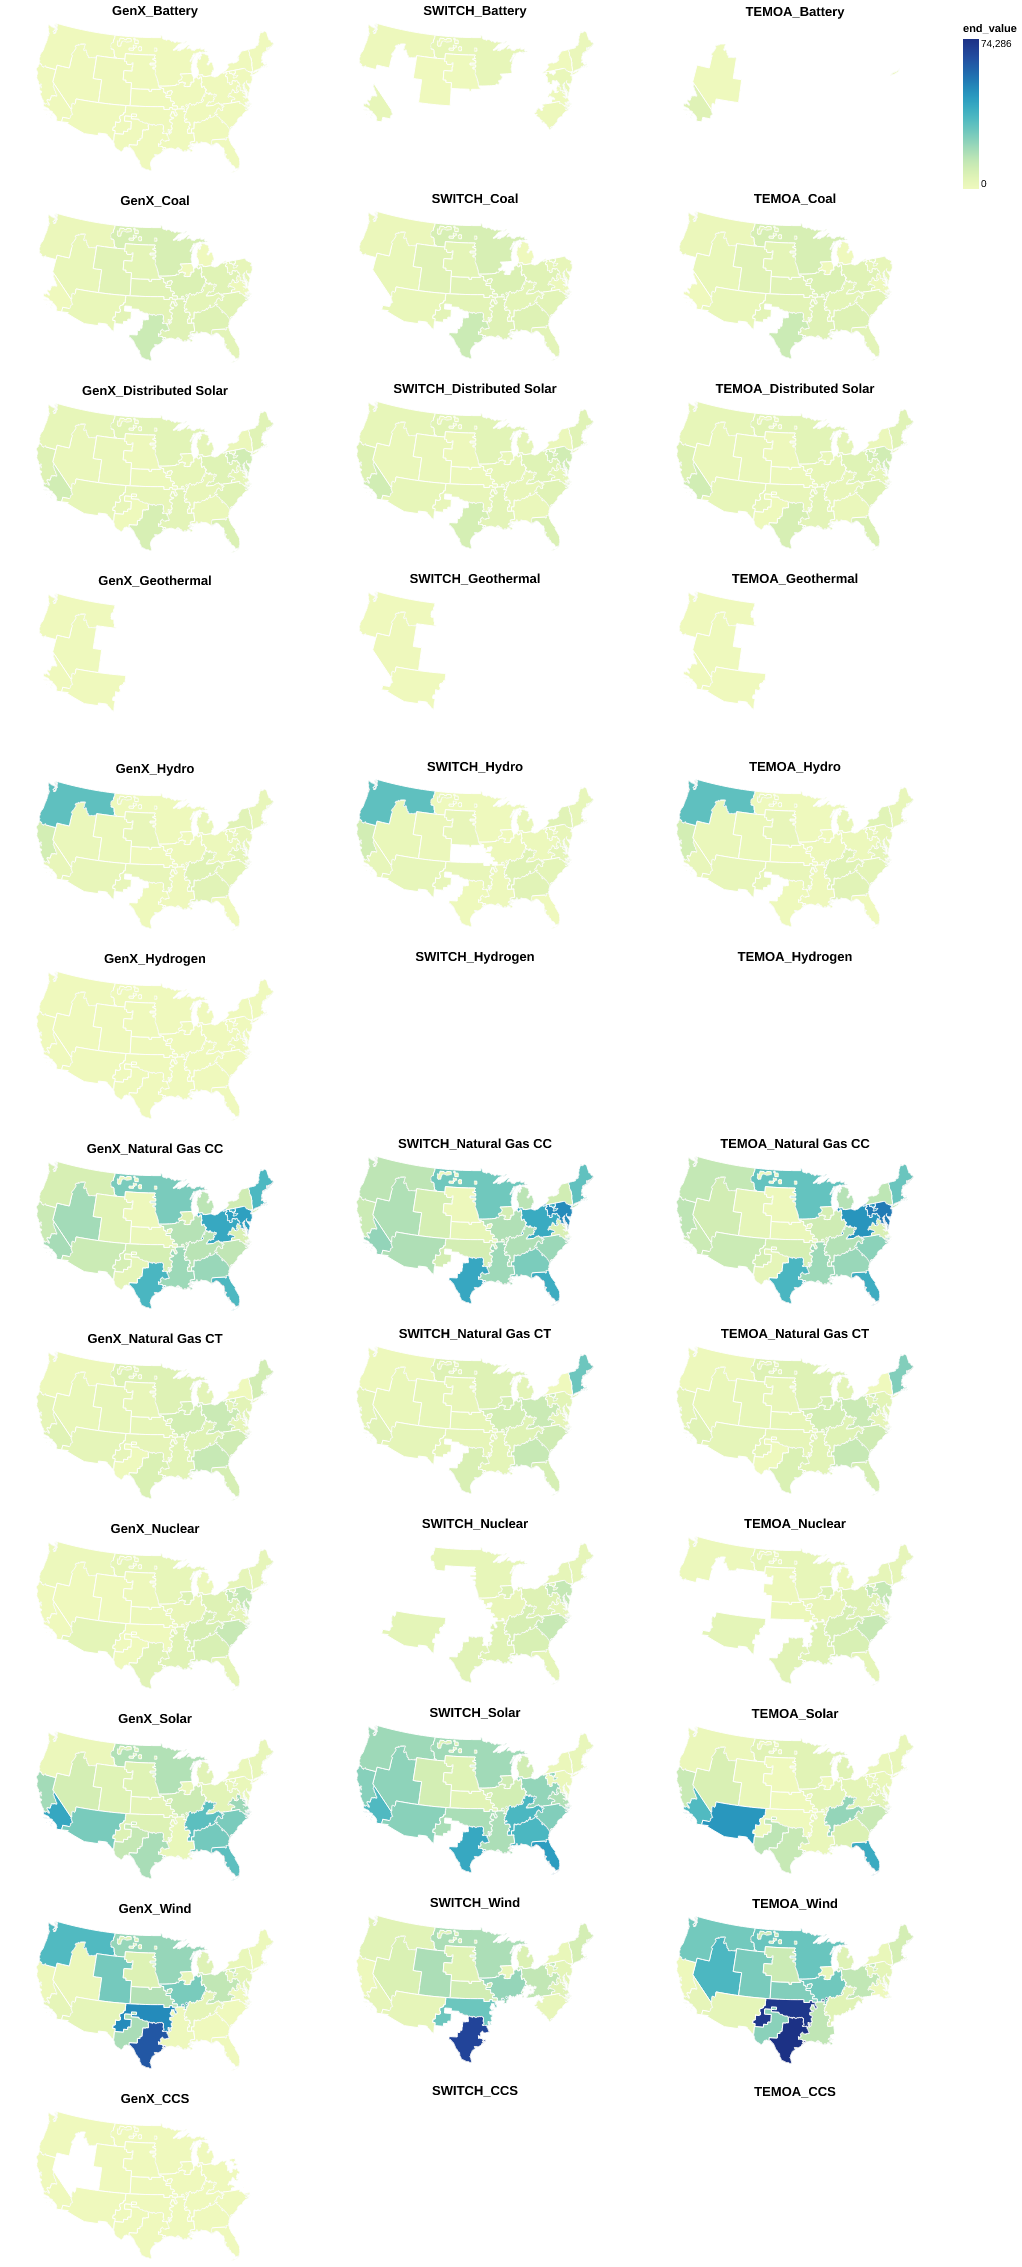 GenX_Battery
SWITCH_Battery
TEMOA_Battery
end_value
74,286
0
GenX_Coal
SWITCH_Coal
TEMOA_Coal
GenX_Distributed Solar
SWITCH_Distributed Solar
TEMOA_Distributed Solar
GenX_Geothermal
SWITCH_Geothermal
TEMOA_Geothermal
GenX_Hydro
SWITCH_Hydro
TEMOA_Hydro
GenX_Hydrogen
SWITCH_Hydrogen
TEMOA_Hydrogen
GenX_Natural Gas CC
SWITCH_Natural Gas CC
TEMOA_Natural Gas CC
GenX_Natural Gas CT
SWITCH_Natural Gas CT
TEMOA_Natural Gas CT
GenX_Nuclear
SWITCH_Nuclear
TEMOA_Nuclear
GenX_Solar
SWITCH_Solar
TEMOA_Solar
GenX_Wind
SWITCH_Wind
TEMOA_Wind
GenX_CCS
SWITCH_CCS
TEMOA_CCS